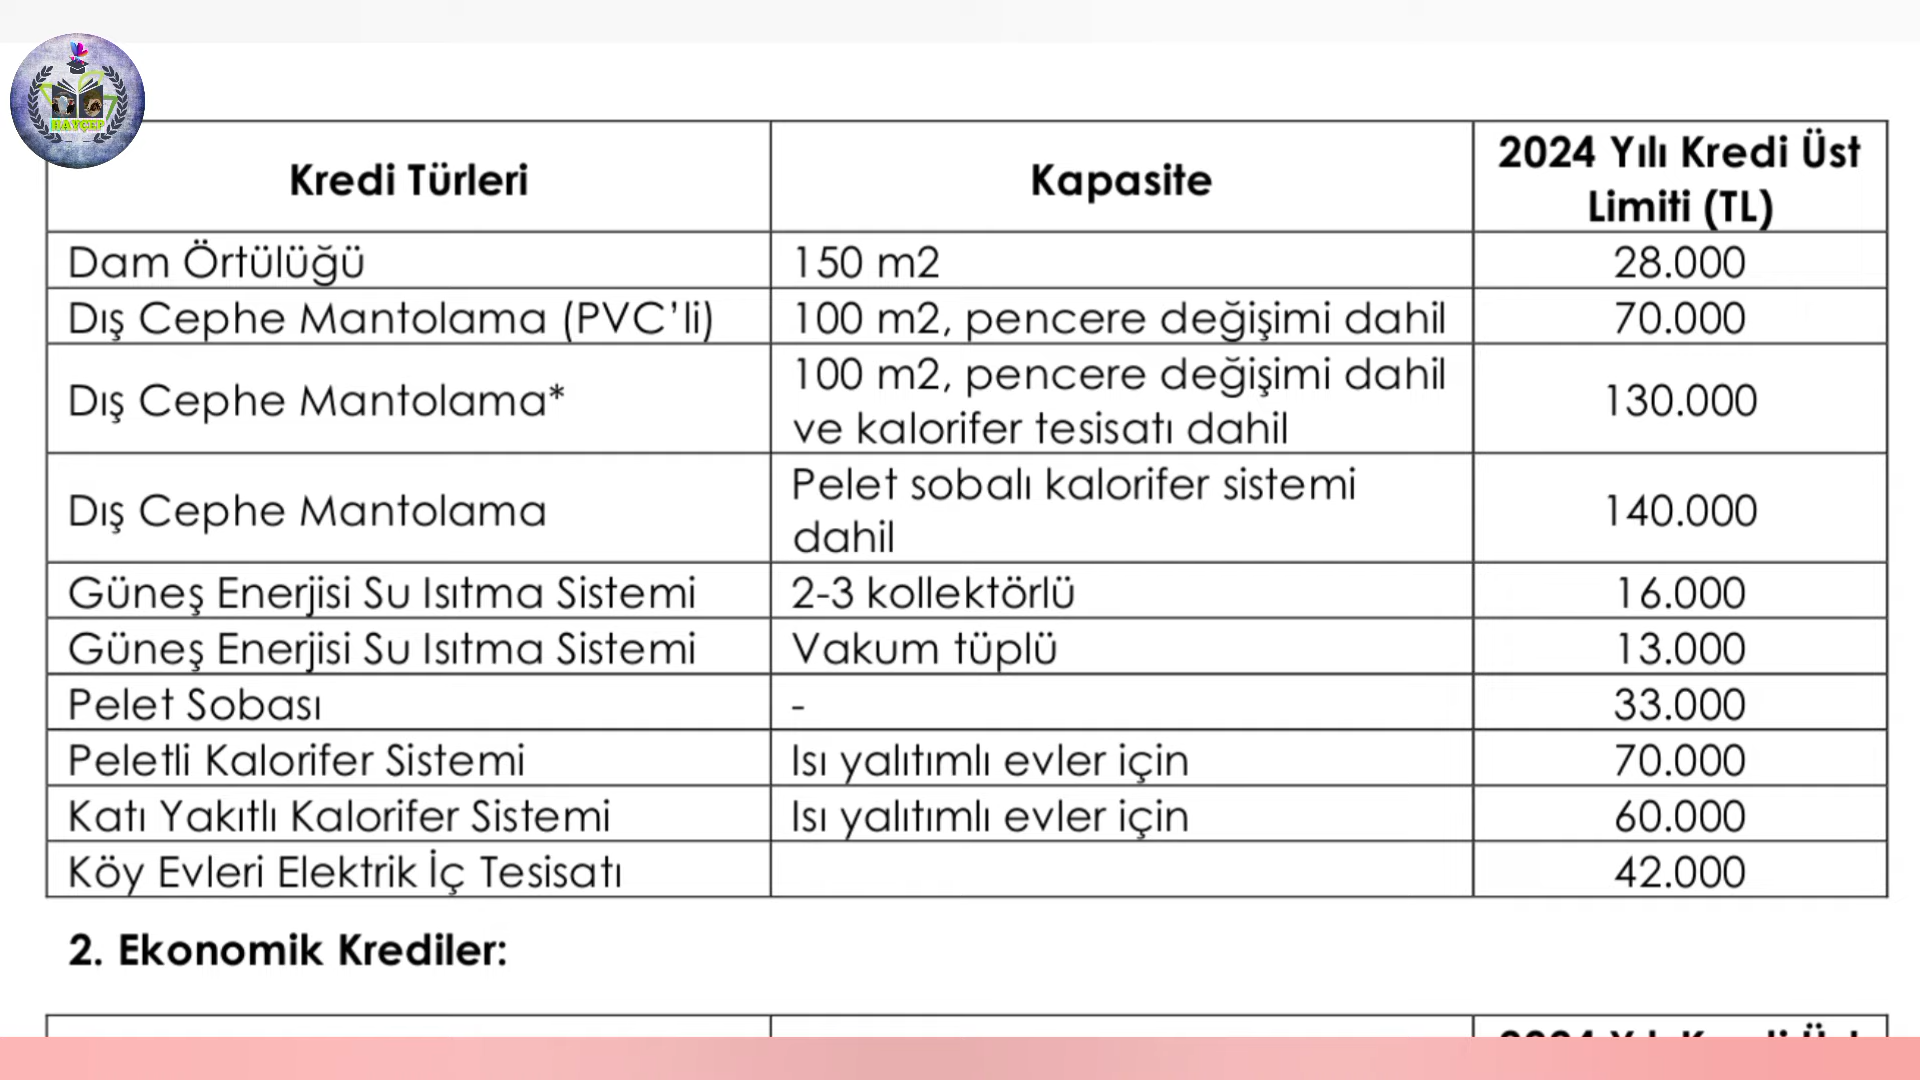 HAYÇEP
Kredi Türleri
Kapasite
2024 Yılı Kredi Üst
Limiti (TL)
Dam Örtülüğü
150 m2
28.000
Dış Cephe Mantolama (PVC’li)
100 m2, pencere değişimi dahil
70.000
Dış Cephe Mantolama*
100 m2, pencere değişimi dahil
ve kalorifer tesisatı dahil
130.000
Dış Cephe Mantolama
Pelet sobalı kalorifer sistemi
dahil
140.000
Güneş Enerjisi Su Isıtma Sistemi
2-3 kollektörlü
16.000
Güneş Enerjisi Su Isıtma Sistemi
Vakum tüplü
13.000
Pelet Sobası
-
33.000
Peletli Kalorifer Sistemi
Isı yalıtımlı evler için
70.000
Katı Yakıtlı Kalorifer Sistemi
Isı yalıtımlı evler için
60.000
Köy Evleri Elektrik İç Tesisatı
42.000
2. Ekonomik Krediler: